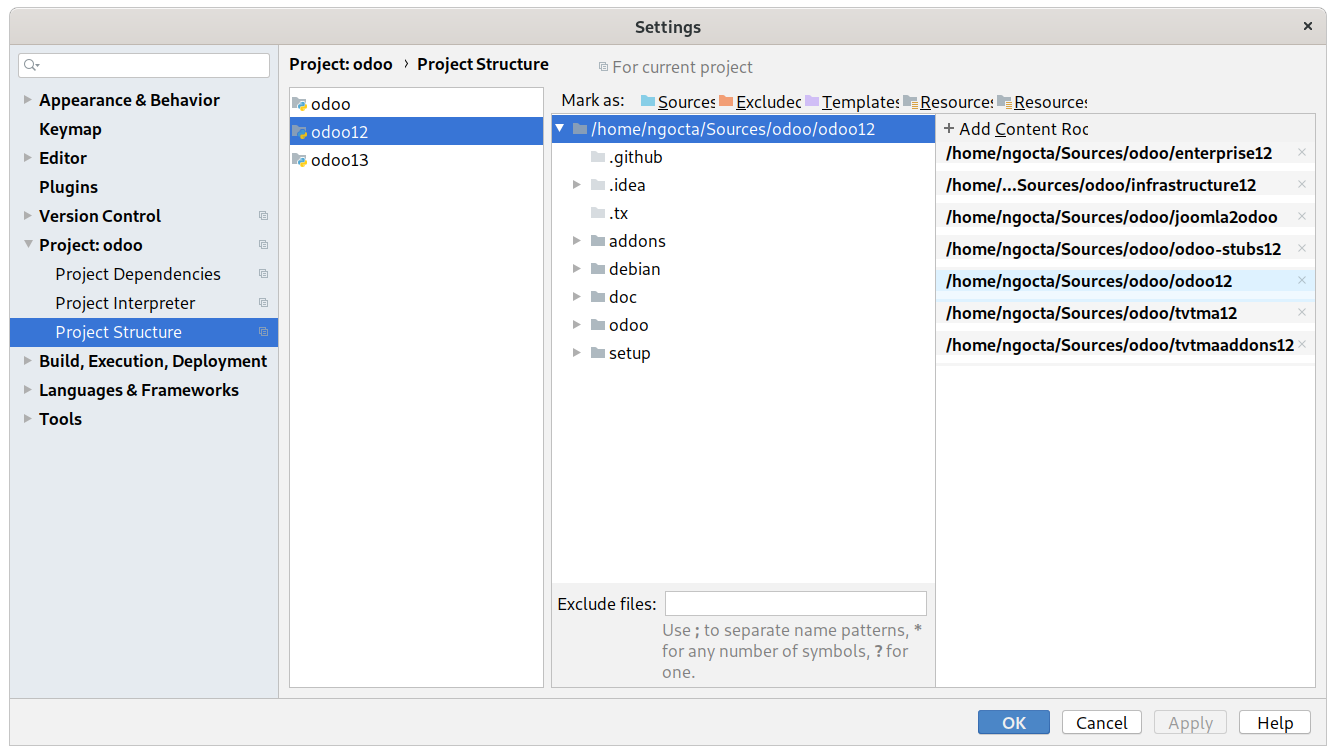 Settings
Appearance & Behavior
Keymap
Editor
Plugins
Version Control
Project: odoo
Project Dependencies
Project Interpreter
Project Structure
Build, Execution, Deployment
Languages & Frameworks
Tools
Project: odoo › Project Structure
For current project
odoo
odoo12
odoo13
Mark as: Sources Excluded Templates Resources Resources
/home/ngocta/Sources/odoo/odoo12
.github
.idea
.tx
addons
debian
doc
odoo
setup
Exclude files:
Use ; to separate name patterns, *
for any number of symbols, ? for
one.
+ Add Content Roo
/home/ngocta/Sources/odoo/enterprise12
/home/...Sources/odoo/infrastructure12
/home/ngocta/Sources/odoo/joomla2odoo
/home/ngocta/Sources/odoo/odoo-stubs12
/home/ngocta/Sources/odoo/odoo12
/home/ngocta/Sources/odoo/tvtma12
/home/ngocta/Sources/odoo/tvtmaaddons12
OK
Cancel
Apply
Help